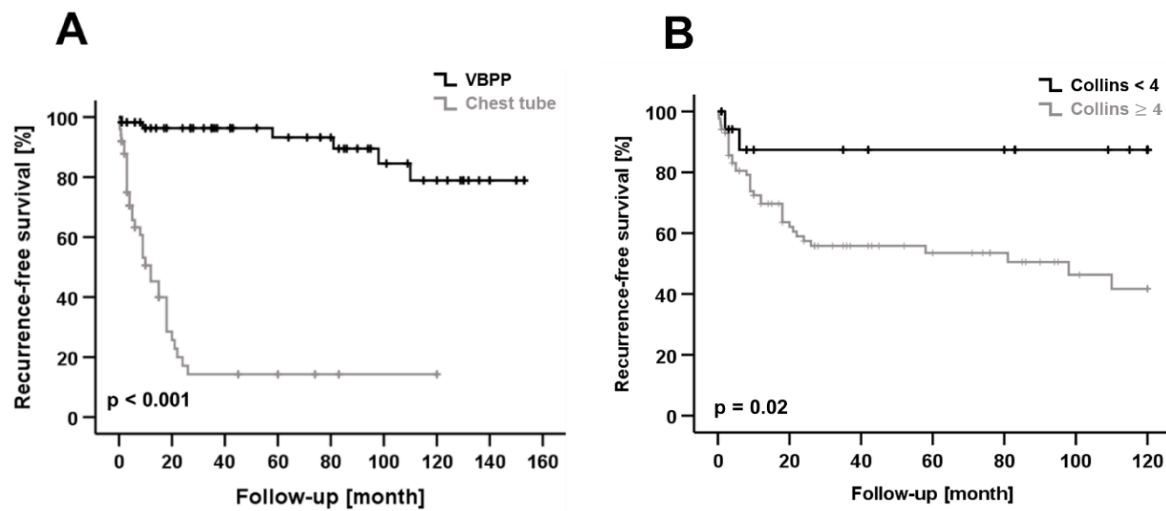 A
VBPP
Chest tube
Recurrence-free survival [%]
100
80
60
40
20
0
p < 0.001
0 20 40 60 80 100 120 140 160
Follow-up [month]
B
Collins < 4
Collins ≥ 4
Recurrence-free survival [%]
100
80
60
40
20
0
p = 0.02
0 20 40 60 80 100 120
Follow-up [month]